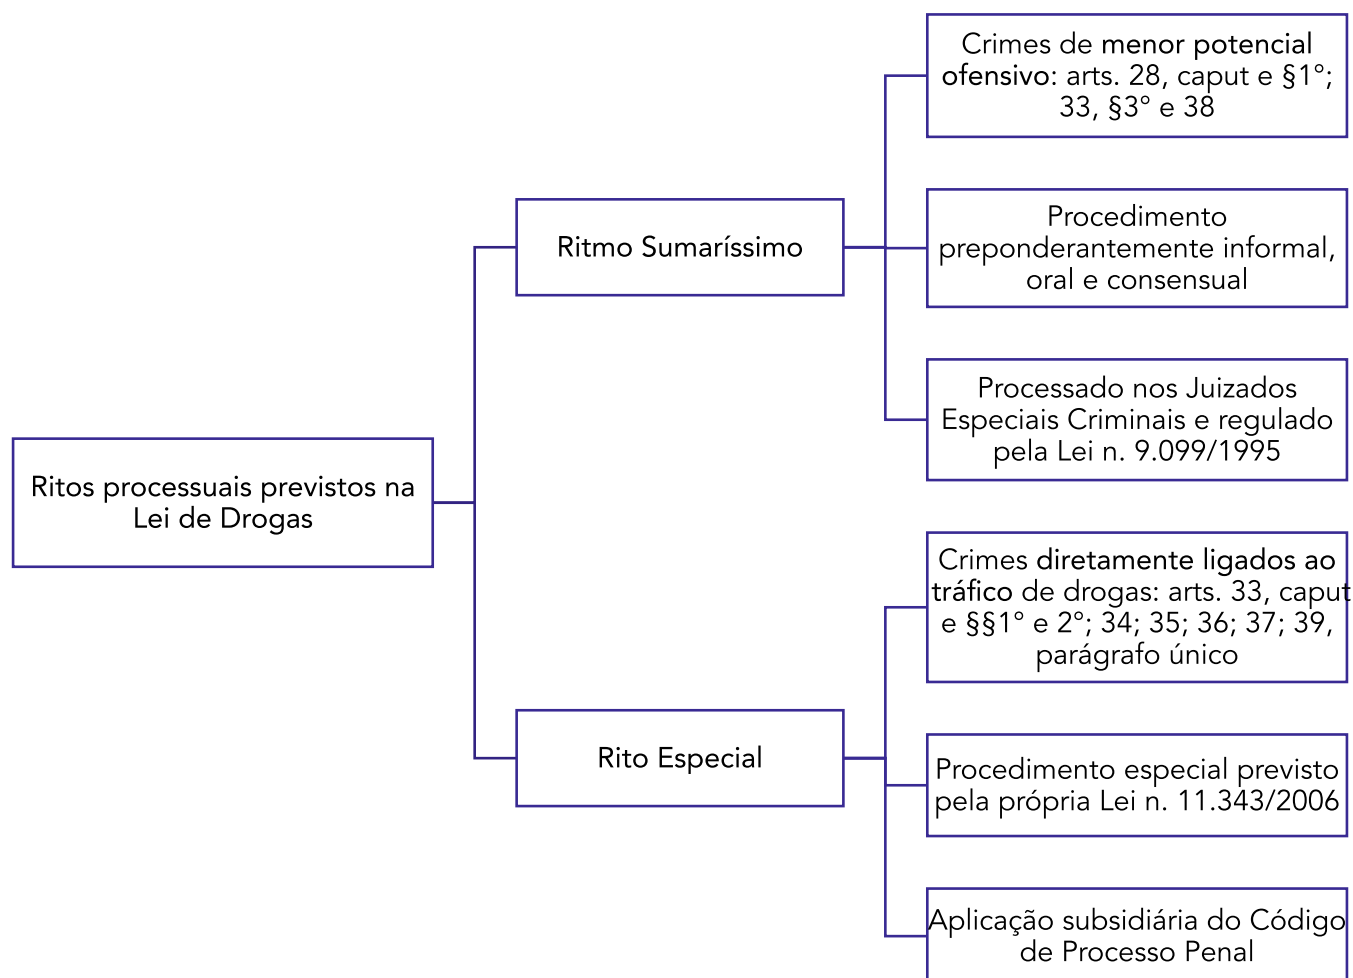 Crimes de menor potencial
ofensivo: arts. 28, caput e §1°;
33, §3° e 38
Ritmo Sumaríssimo
Procedimento
preponderantemente informal,
oral e consensual
Processado nos Juizados
Especiais Criminais e regulado
pela Lei n. 9.099/1995
Ritos processuais previstos na
Lei de Drogas
Crimes diretamente ligados ao
tráfico de drogas: arts. 33, caput
e §§1° e 2°; 34; 35; 36; 37; 39,
parágrafo único
Rito Especial
Procedimento especial previsto
pela própria Lei n. 11.343/2006
Aplicação subsidiária do Código
de Processo Penal